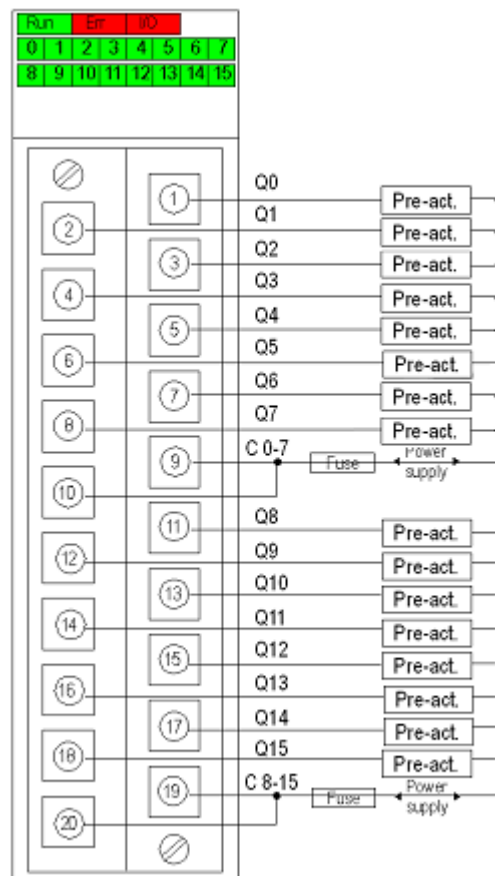 Run Err I/O
0 1 2 3 4 5 6 7
8 9 10 11 12 13 14 15
1 Q0 Pre-act.
2 Q1 Pre-act.
3 Q2 Pre-act.
4 Q3 Pre-act.
5 Q4 Pre-act.
6 Q5 Pre-act.
7 Q6 Pre-act.
8 Q7 Pre-act.
9 C 0-7 Fuse Power supply
10
11 Q8 Pre-act.
12 Q9 Pre-act.
13 Q10 Pre-act.
14 Q11 Pre-act.
15 Q12 Pre-act.
16 Q13 Pre-act.
17 Q14 Pre-act.
18 Q15 Pre-act.
19 C 8-15 Fuse Power supply
20